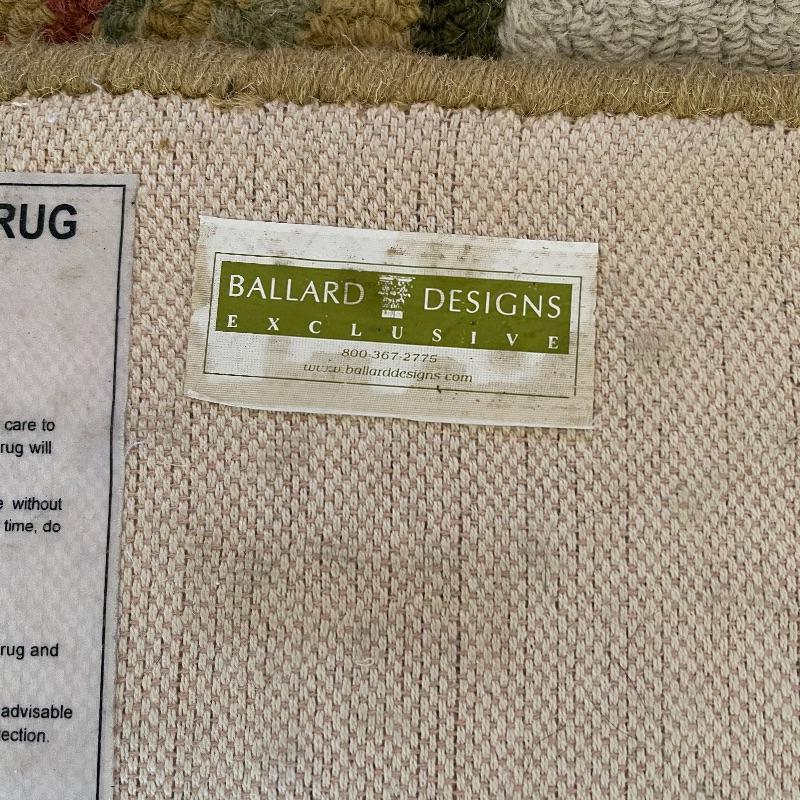 RUG
care to
rug will
without
time, do
rug and
advisable
BALLARD DESIGNS
EXCLUSIVE
800-367-2775
www.ballarddesigns.com